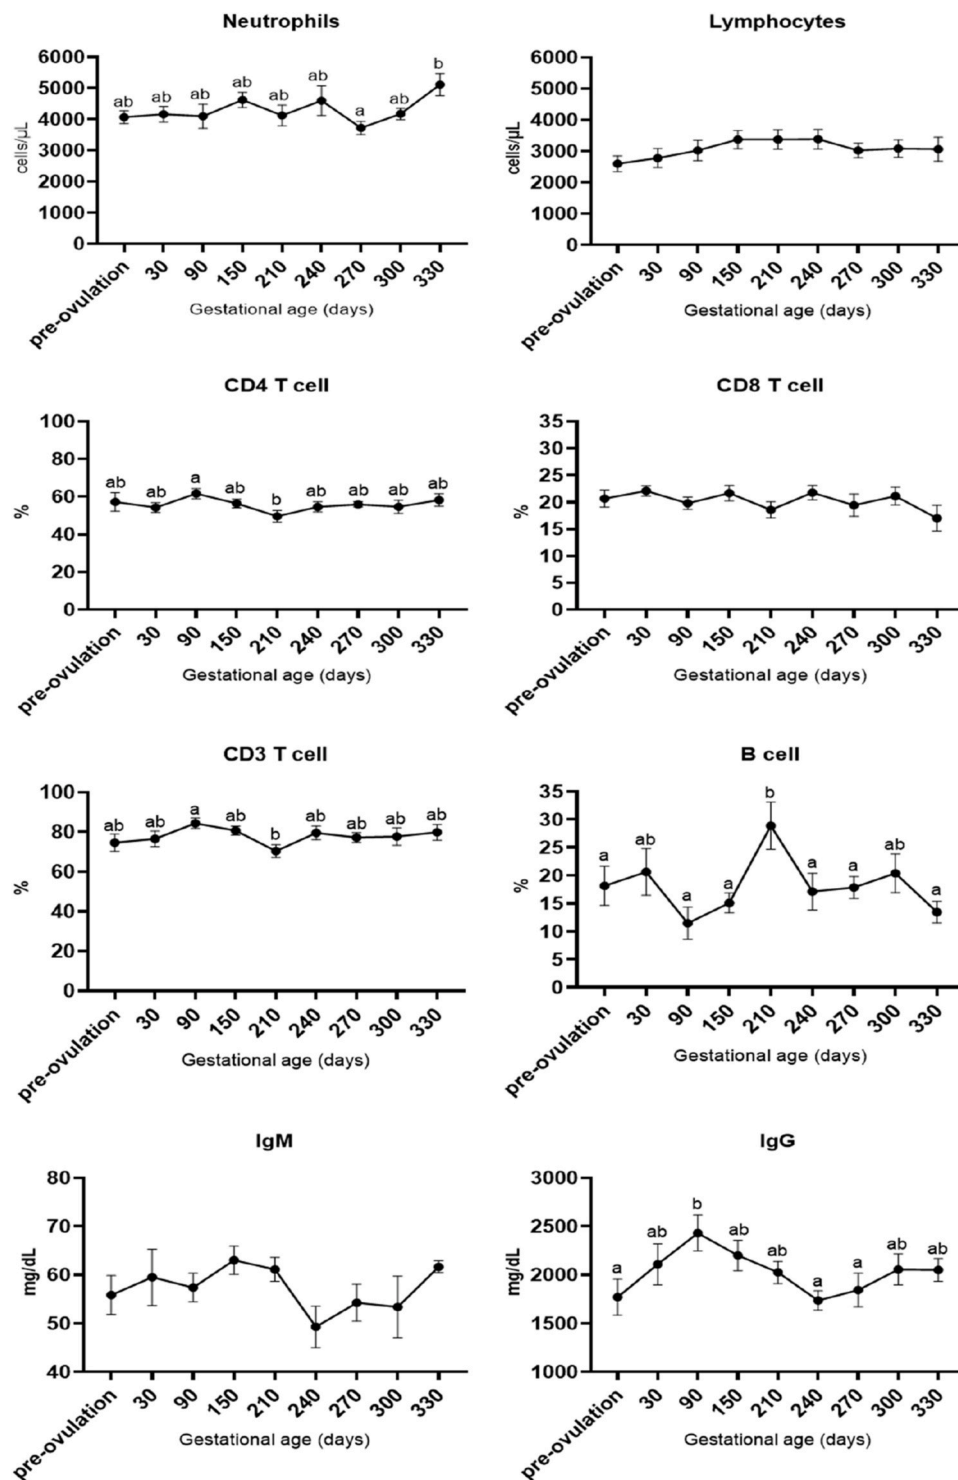 Neutrophils
6000
5000
4000
3000
2000
1000
0
cells/µL
ab ab ab ab ab ab a ab b
pre-ovulation 30 90 150 210 240 270 300 330
Gestational age (days)
Lymphocytes
6000
5000
4000
3000
2000
1000
0
cells/µL
pre-ovulation 30 90 150 210 240 270 300 330
Gestational age (days)
CD4 T cell
100
80
60
40
20
0
%
ab ab a ab b ab ab ab ab
pre-ovulation 30 90 150 210 240 270 300 330
Gestational age (days)
CD8 T cell
35
30
25
20
15
10
5
0
%
pre-ovulation 30 90 150 210 240 270 300 330
Gestational age (days)
CD3 T cell
100
80
60
40
20
0
%
ab ab a ab b ab ab ab ab
pre-ovulation 30 90 150 210 240 270 300 330
Gestational age (days)
B cell
35
30
25
20
15
10
5
0
%
a ab a a b a a ab a
pre-ovulation 30 90 150 210 240 270 300 330
Gestational age (days)
IgM
80
70
60
50
40
mg/dL
pre-ovulation 30 90 150 210 240 270 300 330
Gestational age (days)
IgG
3000
2500
2000
1500
1000
mg/dL
a ab b ab ab a a ab ab
pre-ovulation 30 90 150 210 240 270 300 330
Gestational age (days)